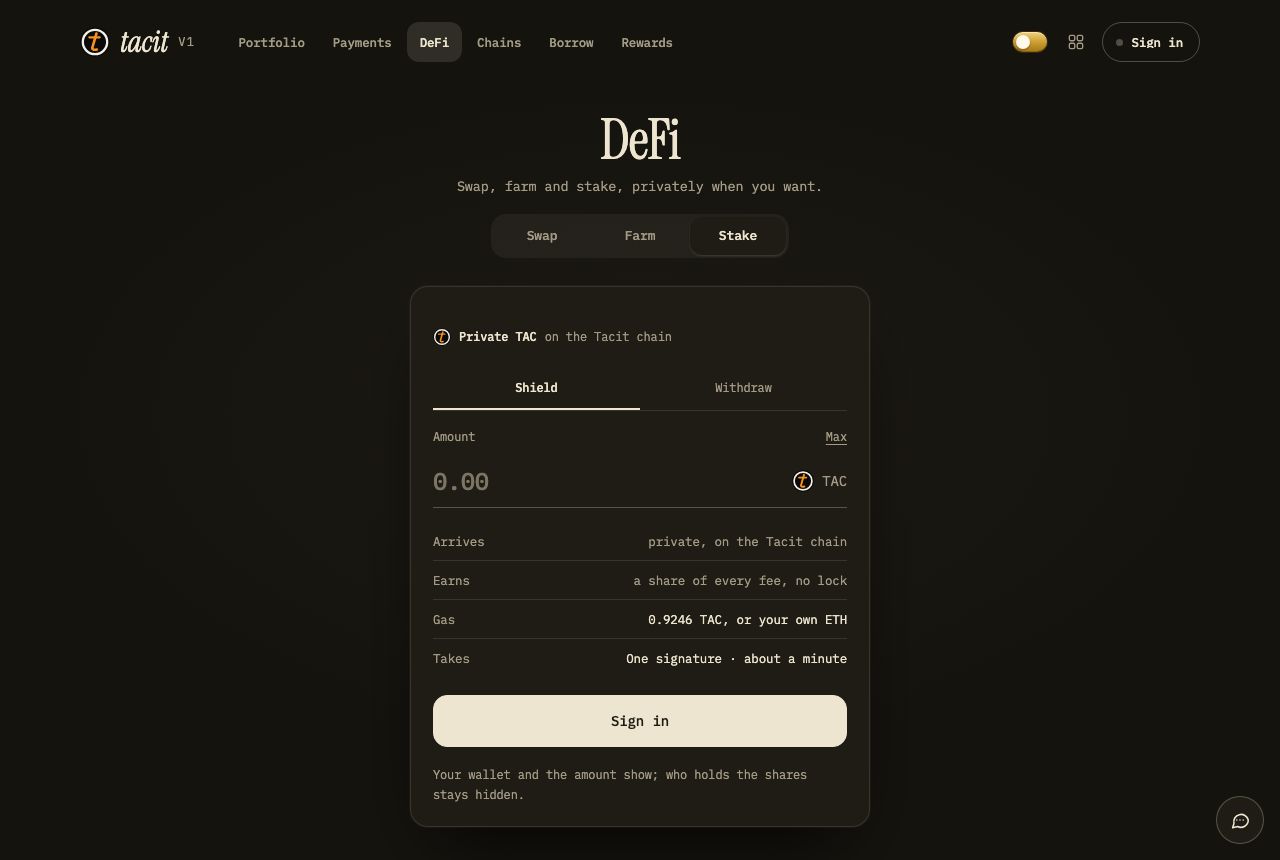 tacit V1
Portfolio Payments DeFi Chains Borrow Rewards
Sign in
DeFi
Swap, farm and stake, privately when you want.
Swap Farm Stake
Private TAC on the Tacit chain
Shield Withdraw
Amount Max
0.00 TAC
Arrives private, on the Tacit chain
Earns a share of every fee, no lock
Gas 0.9246 TAC, or your own ETH
Takes One signature · about a minute
Sign in
Your wallet and the amount show; who holds the shares
stays hidden.